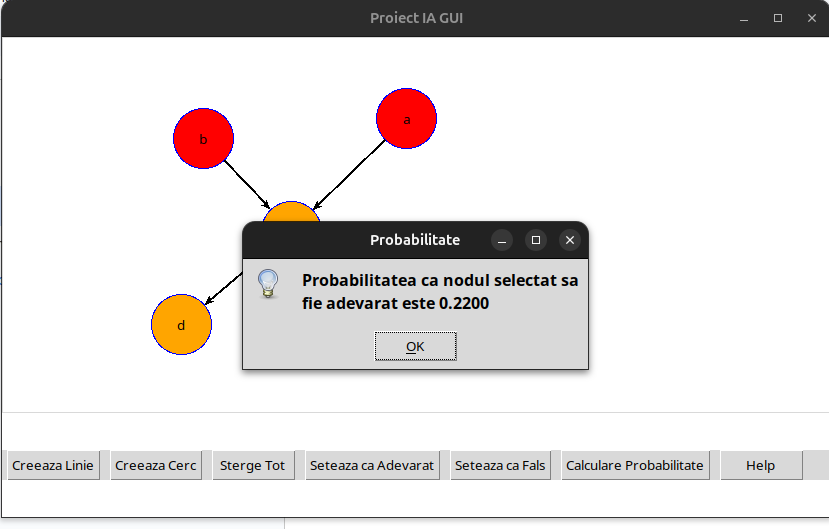 Proiect IA GUI
b
a
Probabilitate
Probabilitatea ca nodul selectat sa
fie adevarat este 0.2200
d
OK
Creeaza Linie Creeaza Cerc Sterge Tot Seteaza ca Adevarat Seteaza ca Fals Calculare Probabilitate Help